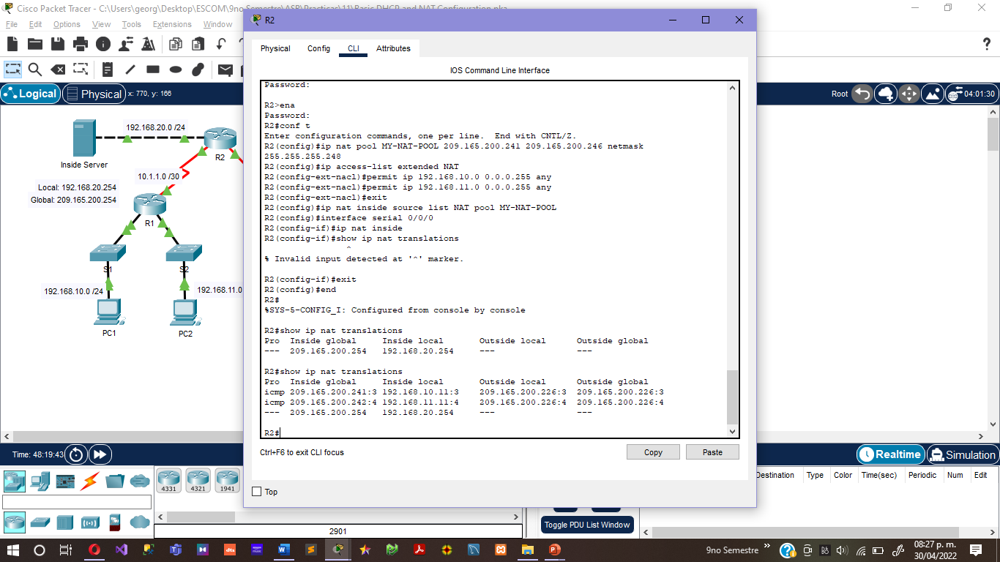 Cisco Packet Tracer - C:\Users\georg\Desktop\ESCOM\9no Semestre\ASR\Practicas\11\Basic DHCP and NAT Configuration.pka
File Edit Options View Tools Extensions Window
R2
Physical Config CLI Attributes
IOS Command Line Interface
Logical Physical x: 770, y: 166
Root 04:01:30
192.168.20.0 /24
R2
Inside Server
10.1.1.0 /30
Local: 192.168.20.254
Global: 209.165.200.254
R1
S1 S2
192.168.10.0 /24 192.168.11.0
PC1 PC2
Password:
R2>ena
Password:
R2#conf t
Enter configuration commands, one per line. End with CNTL/Z.
R2(config)#ip nat pool MY-NAT-POOL 209.165.200.241 209.165.200.246 netmask
255.255.255.248
R2(config)#ip access-list extended NAT
R2(config-ext-nacl)#permit ip 192.168.10.0 0.0.0.255 any
R2(config-ext-nacl)#permit ip 192.168.11.0 0.0.0.255 any
R2(config-ext-nacl)#exit
R2(config)#ip nat inside source list NAT pool MY-NAT-POOL
R2(config)#interface serial 0/0/0
R2(config-if)#ip nat inside
R2(config-if)#show ip nat translations
^
% Invalid input detected at '^' marker.
R2(config-if)#exit
R2(config)#end
R2#
%SYS-5-CONFIG_I: Configured from console by console
R2#show ip nat translations
Pro Inside global Inside local Outside local Outside global
--- 209.165.200.254 192.168.20.254 --- ---
R2#show ip nat translations
Pro Inside global Inside local Outside local Outside global
icmp 209.165.200.241:3 192.168.10.11:3 209.165.200.226:3 209.165.200.226:3
icmp 209.165.200.242:4 192.168.11.11:4 209.165.200.226:4 209.165.200.226:4
--- 209.165.200.254 192.168.20.254 --- ---
R2#
Ctrl+F6 to exit CLI focus
Copy Paste
Top
Time: 48:19:43
Realtime Simulation
4331 4321 1941
2901
Destination Type Color Time(sec) Periodic Num Edit
Toggle PDU List Window
9no Semestre
08:27 p. m.
30/04/2022